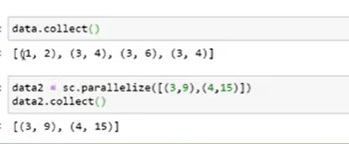 data.collect()
[(1, 2), (3, 4), (3, 6), (3, 4)]
data2 = sc.parallelize([(3,9),(4,15)])
data2.collect()
[(3, 9), (4, 15)]